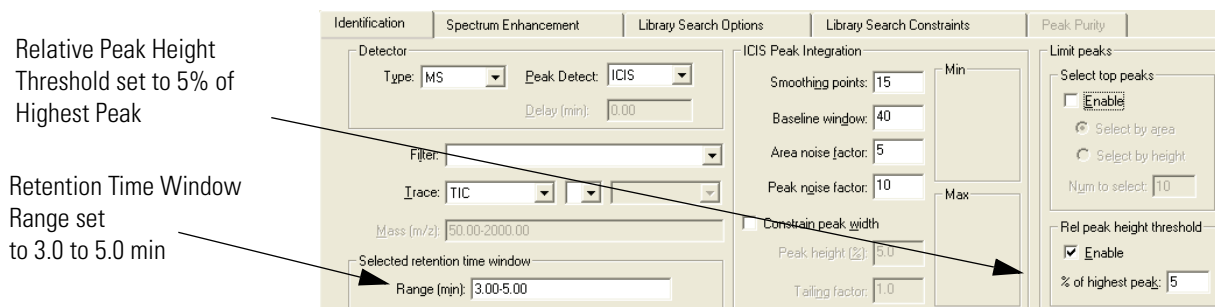 Relative Peak Height
Threshold set to 5% of
Highest Peak
Retention Time Window
Range set
to 3.0 to 5.0 min
Identification
Spectrum Enhancement
Library Search Options
Library Search Constraints
Peak Purity
Detector
Type: MS
Peak Detect: ICIS
Delay (min): 0.00
Filter:
Trace: TIC
Mass (m/z): 50.00-2000.00
Selected retention time window
Range (min): 3.00-5.00
ICIS Peak Integration
Smoothing points: 15
Baseline window: 40
Area noise factor: 5
Peak noise factor: 10
Constrain peak width
Peak height (%): 5.0
Tailing factor: 1.0
Min
Max
Limit peaks
Select top peaks
Enable
Select by area
Select by height
Num to select: 10
Rel peak height threshold
Enable
% of highest peak: 5